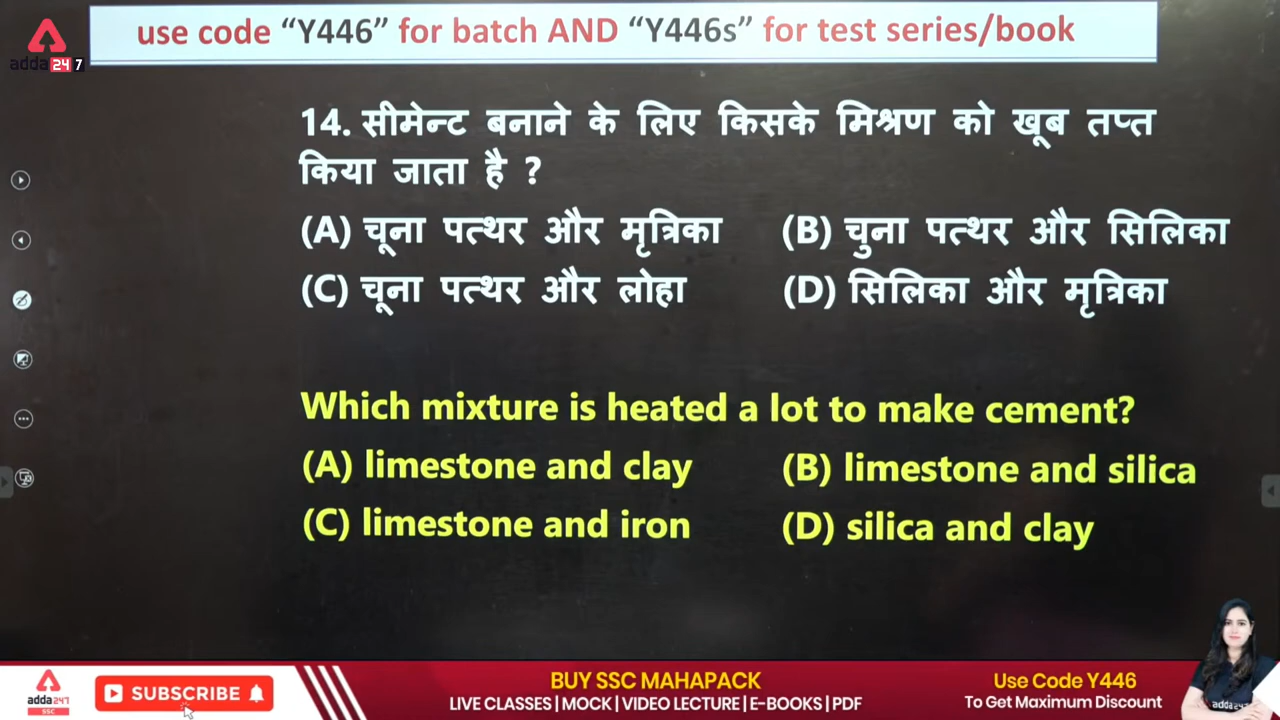 use code “Y446” for batch AND “Y446s” for test series/book
adda247
14. सीमेन्ट बनाने के लिए किसके मिश्रण को खूब तप्त
किया जाता है ?
(A) चूना पत्थर और मृत्रिका (B) चुना पत्थर और सिलिका
(C) चूना पत्थर और लोहा (D) सिलिका और मृत्रिका
Which mixture is heated a lot to make cement?
(A) limestone and clay (B) limestone and silica
(C) limestone and iron (D) silica and clay
adda247
SSC
SUBSCRIBE
BUY SSC MAHAPACK
LIVE CLASSES | MOCK | VIDEO LECTURE | E-BOOKS | PDF
Use Code Y446
To Get Maximum Discount
adda247